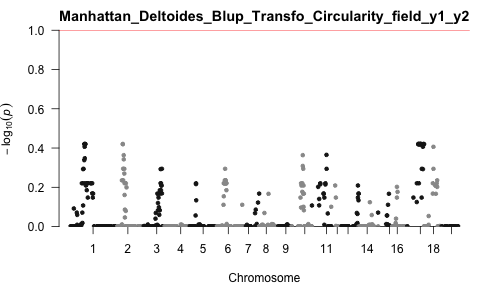 Manhattan_Deltoides_Blup_Transfo_Circularity_field_y1_y2
1.0
0.8
0.6
0.4
0.2
0.0
− log10(p)
1 2 3 4 5 6 7 8 9 11 14 16 18
Chromosome